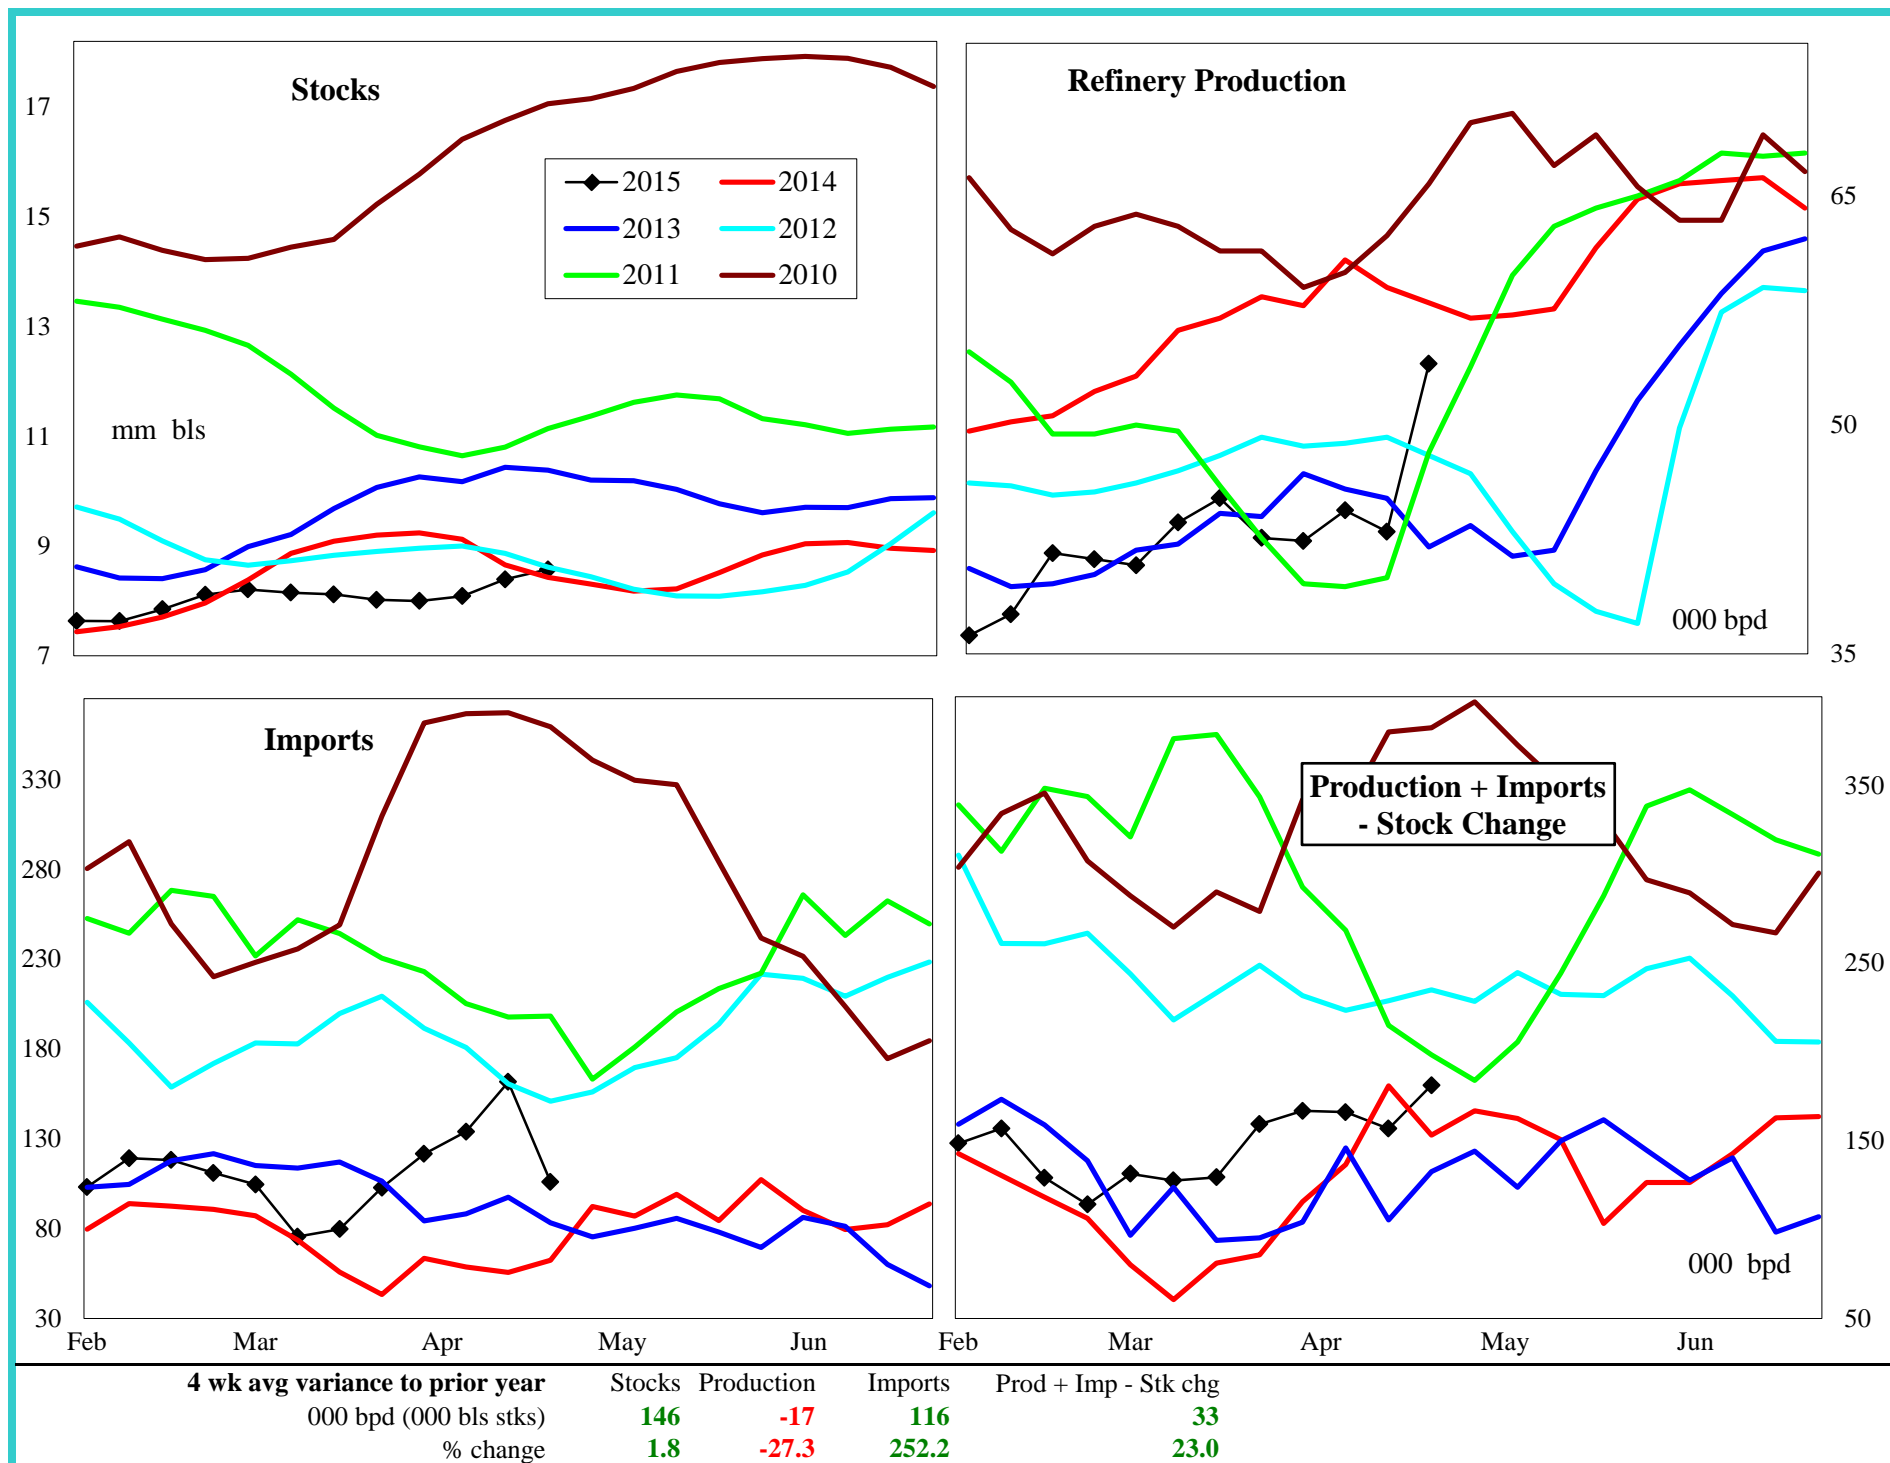 Stocks
17
15
13
11
9
7
mm bls
2015 2014
2013 2012
2011 2010
Refinery Production
65
50
35
000 bpd
Imports
330
280
230
180
130
80
30
Feb Mar Apr May Jun
Production + Imports
- Stock Change
350
250
150
50
000 bpd
Feb Mar Apr May Jun
4 wk avg variance to prior year Stocks Production Imports Prod + Imp - Stk chg
000 bpd (000 bls stks) 146 -17 116 33
% change 1.8 -27.3 252.2 23.0